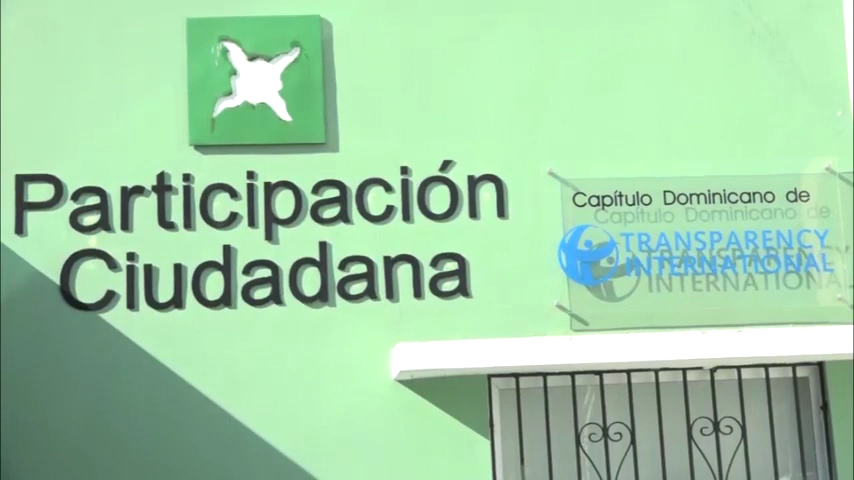 Participación
Ciudadana
Capítulo Dominicano de
TRANSPARENCY
INTERNATIONAL